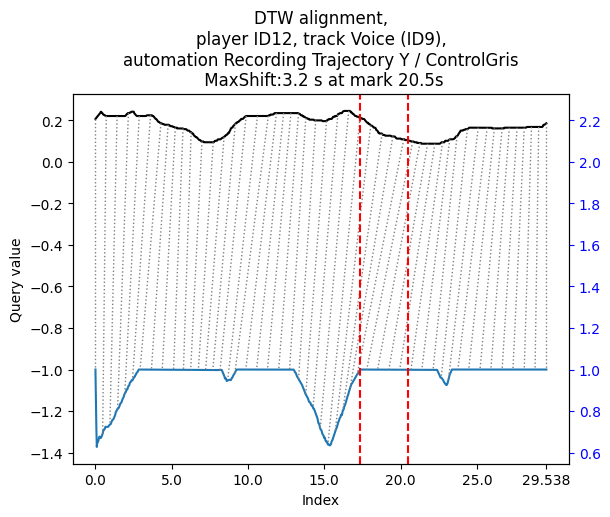 DTW alignment,
player ID12, track Voice (ID9),
automation Recording Trajectory Y / ControlGris
MaxShift:3.2 s at mark 20.5s
0.2
0.0
−0.2
−0.4
−0.6
−0.8
−1.0
−1.2
−1.4
Query value
2.2
2.0
1.8
1.6
1.4
1.2
1.0
0.8
0.6
0.0 5.0 10.0 15.0 20.0 25.0 29.538
Index